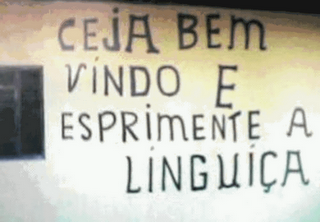 CEJA BEM
VINDO E
ESPRIMENTE A
LINGUIÇA